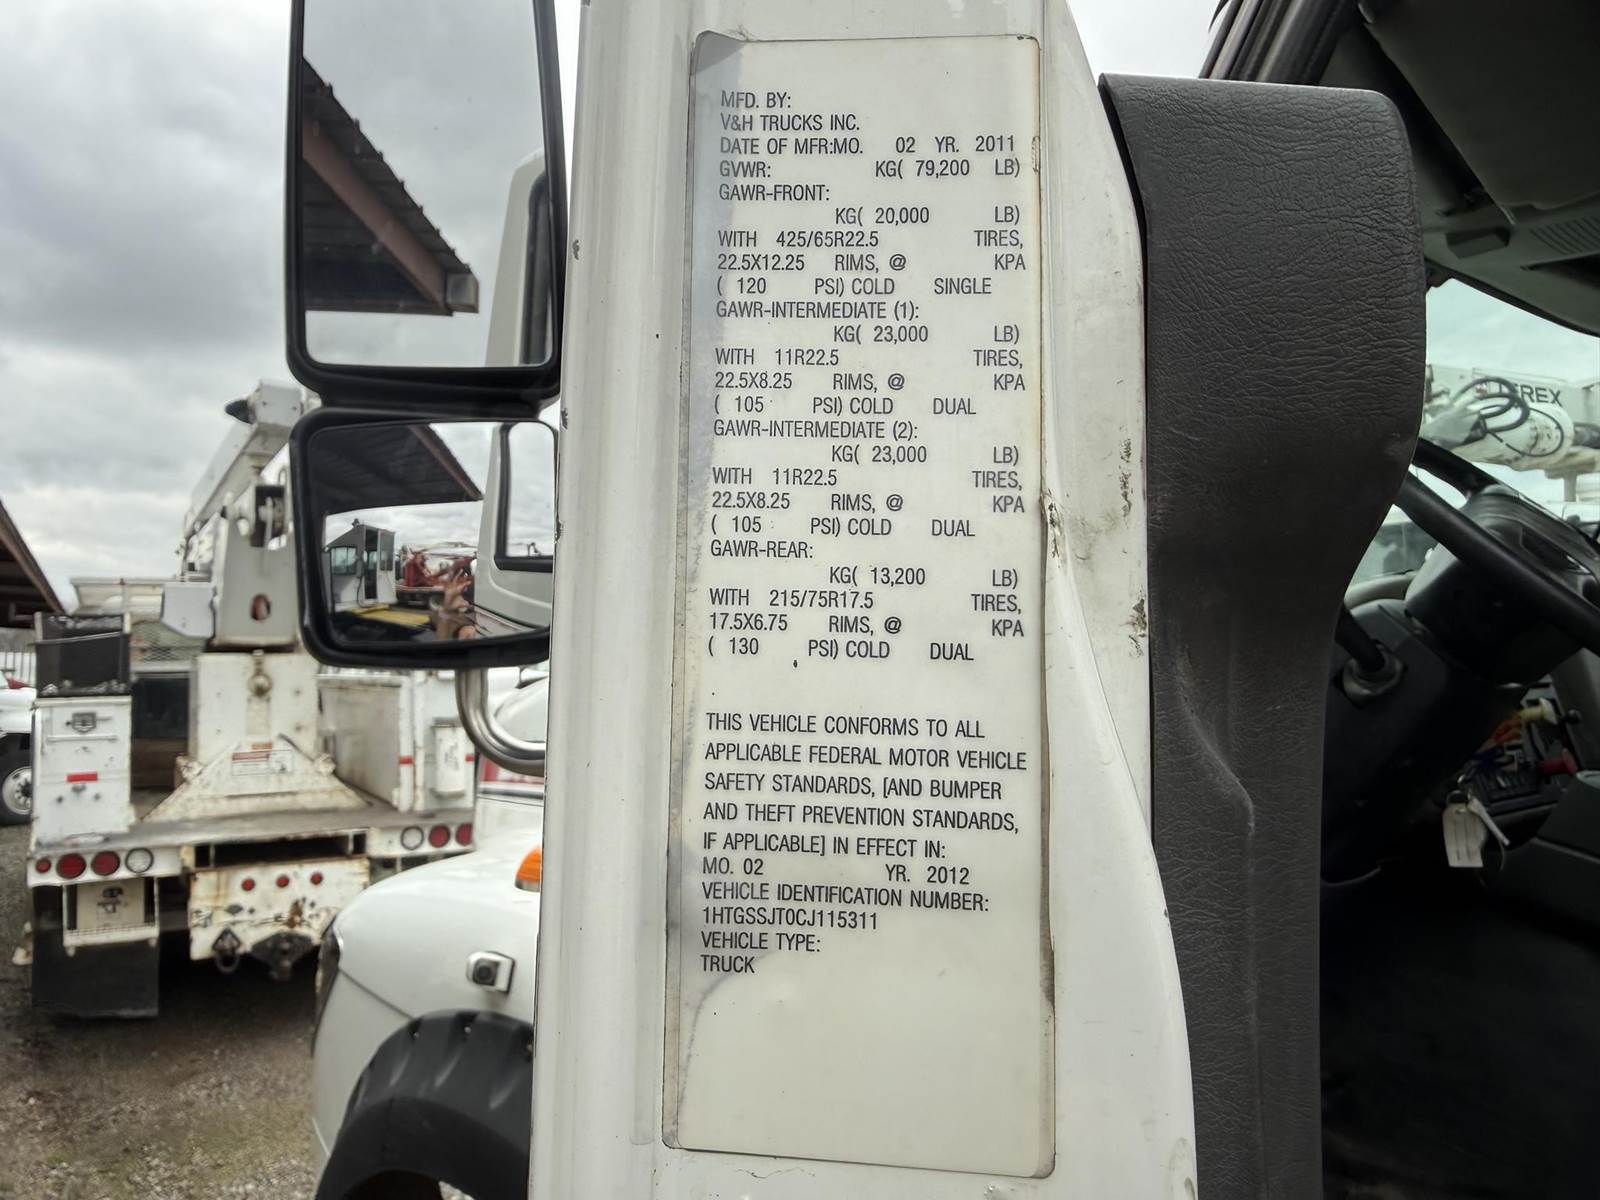 MFD. BY:
V&H TRUCKS INC.
DATE OF MFR:MO. 02 YR. 2011
GVWR: KG( 79,200 LB)
GAWR-FRONT:
KG( 20,000 LB)
WITH 425/65R22.5 TIRES,
22.5X12.25 RIMS, @ KPA
( 120 PSI) COLD SINGLE
GAWR-INTERMEDIATE (1):
KG( 23,000 LB)
WITH 11R22.5 TIRES,
22.5X8.25 RIMS, @ KPA
( 105 PSI) COLD DUAL
GAWR-INTERMEDIATE (2):
KG( 23,000 LB)
WITH 11R22.5 TIRES,
22.5X8.25 RIMS, @ KPA
( 105 PSI) COLD DUAL
GAWR-REAR:
KG( 13,200 LB)
WITH 215/75R17.5 TIRES,
17.5X6.75 RIMS, @ KPA
( 130 PSI) COLD DUAL
THIS VEHICLE CONFORMS TO ALL
APPLICABLE FEDERAL MOTOR VEHICLE
SAFETY STANDARDS, [AND BUMPER
AND THEFT PREVENTION STANDARDS,
IF APPLICABLE] IN EFFECT IN:
MO. 02 YR. 2012
VEHICLE IDENTIFICATION NUMBER:
1HTGSSJT0CJ115311
VEHICLE TYPE:
TRUCK
TEREX